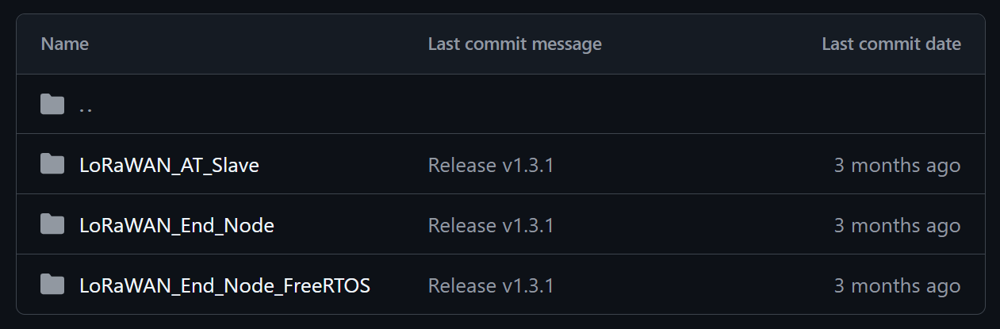 Name Last commit message Last commit date
..
LoRaWAN_AT_Slave Release v1.3.1 3 months ago
LoRaWAN_End_Node Release v1.3.1 3 months ago
LoRaWAN_End_Node_FreeRTOS Release v1.3.1 3 months ago